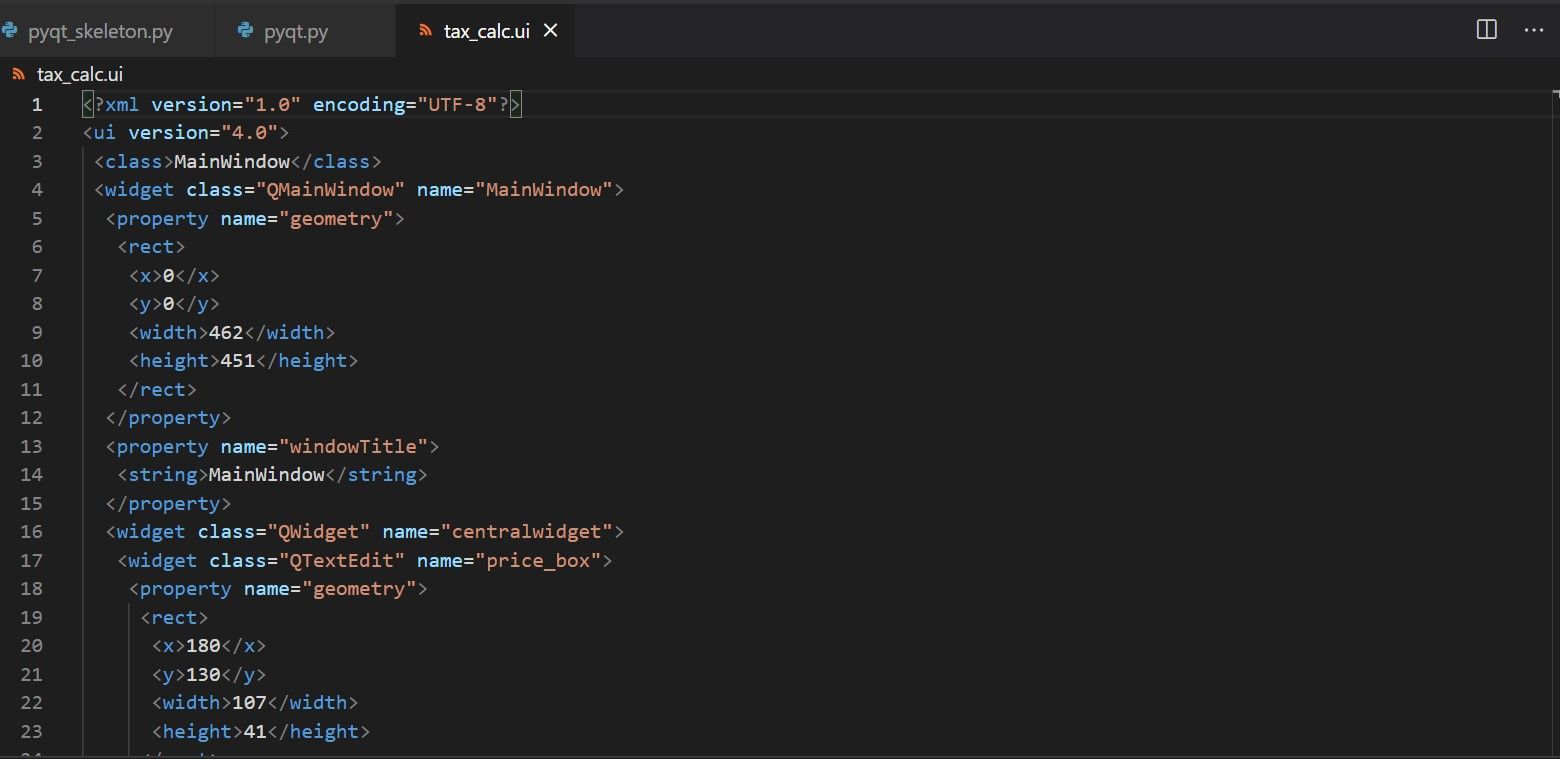 pyqt_skeleton.py pyqt.py tax_calc.ui
tax_calc.ui
1 <?xml version="1.0" encoding="UTF-8"?>
2 <ui version="4.0">
3 <class>MainWindow</class>
4 <widget class="QMainWindow" name="MainWindow">
5 <property name="geometry">
6 <rect>
7 <x>0</x>
8 <y>0</y>
9 <width>462</width>
10 <height>451</height>
11 </rect>
12 </property>
13 <property name="windowTitle">
14 <string>MainWindow</string>
15 </property>
16 <widget class="QWidget" name="centralwidget">
17 <widget class="QTextEdit" name="price_box">
18 <property name="geometry">
19 <rect>
20 <x>180</x>
21 <y>130</y>
22 <width>107</width>
23 <height>41</height>